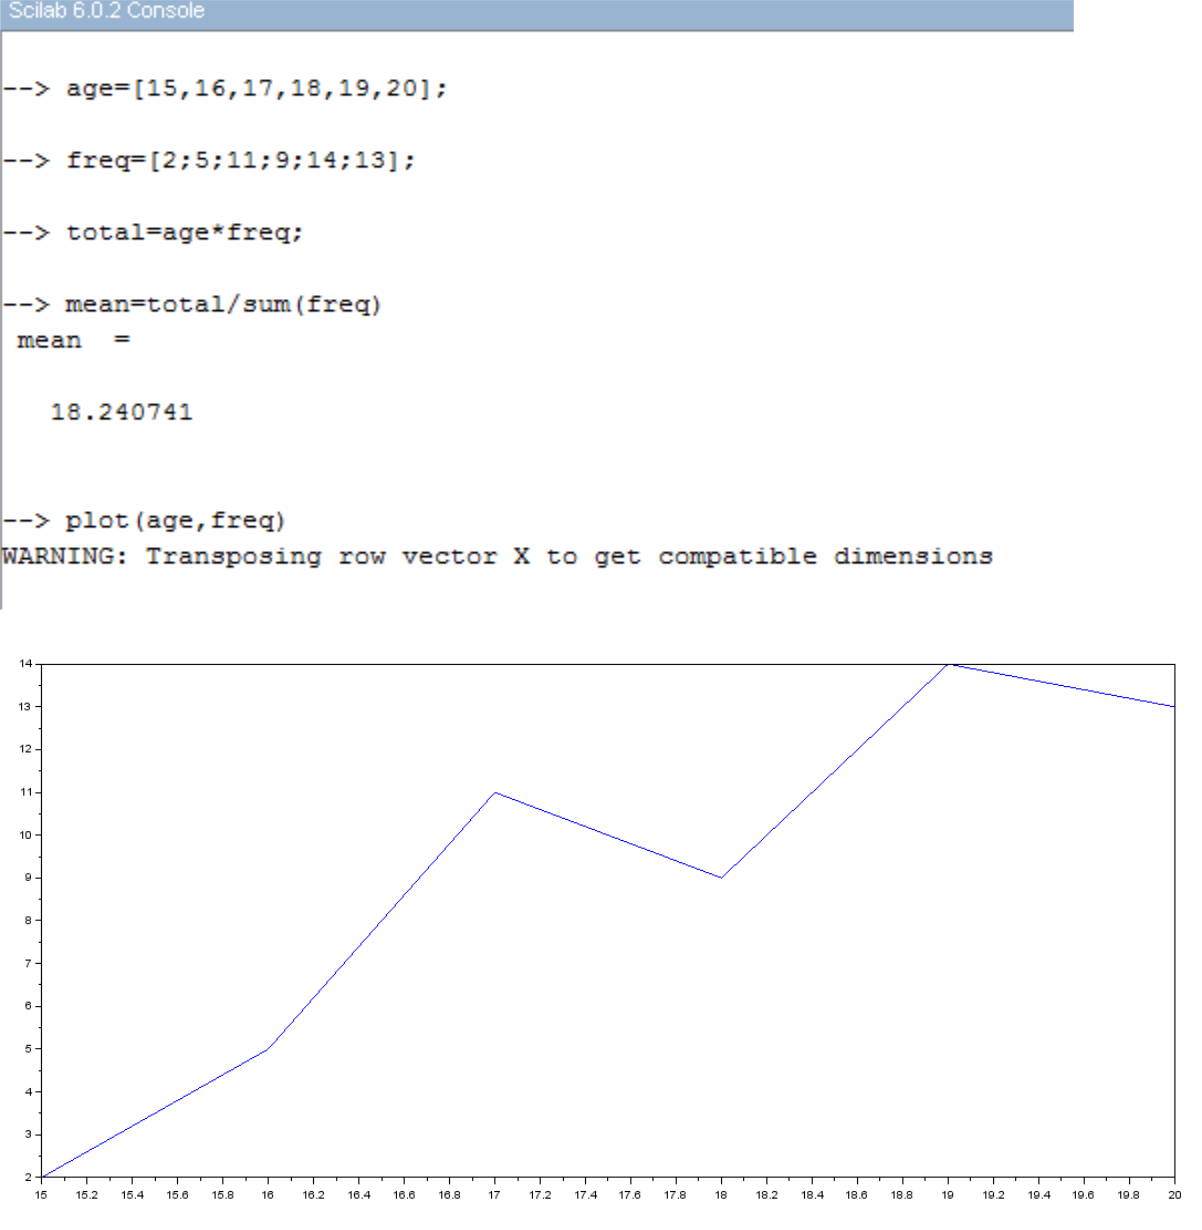 Scilab 6.0.2 Console
--> age=[15,16,17,18,19,20];
--> freq=[2;5;11;9;14;13];
--> total=age*freq;
--> mean=total/sum(freq)
mean  =
18.240741
--> plot(age,freq)
WARNING: Transposing row vector X to get compatible dimensions
14
13
12
11
10
9
8
7
6
5
4
3
2
15 15.2 15.4 15.6 15.8 16 16.2 16.4 16.6 16.8 17 17.2 17.4 17.6 17.8 18 18.2 18.4 18.6 18.8 19 19.2 19.4 19.6 19.8 20